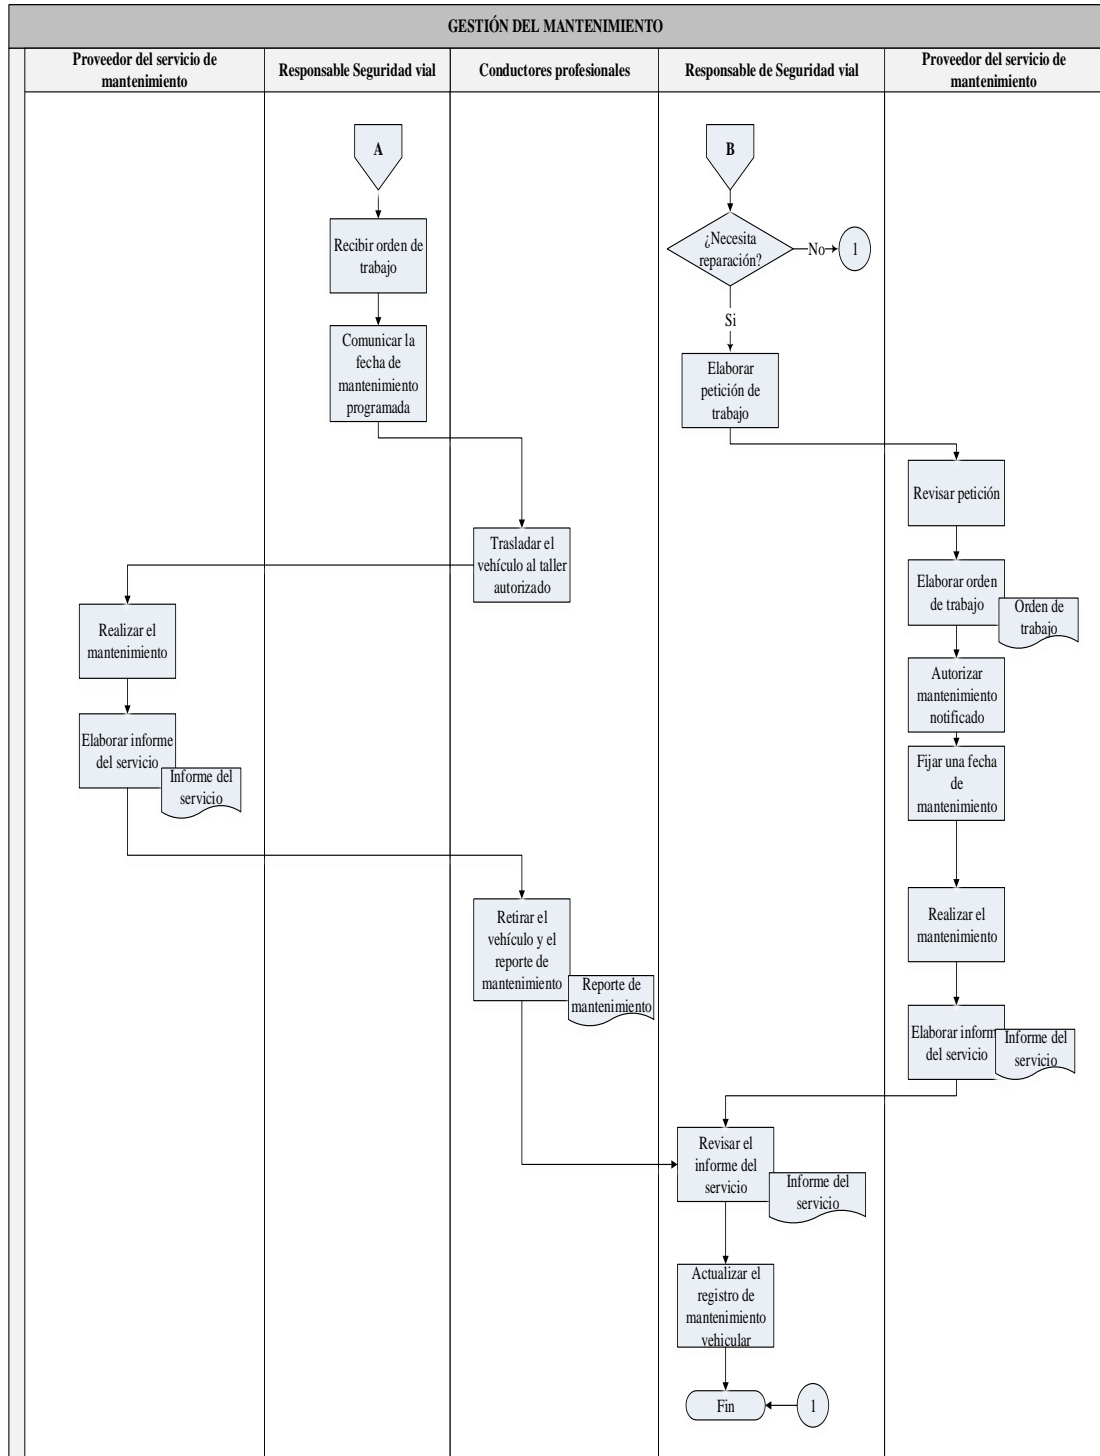 GESTIÓN DEL MANTENIMIENTO
Proveedor del servicio de
mantenimiento
Responsable Seguridad vial
Conductores profesionales
Responsable de Seguridad vial
Proveedor del servicio de
mantenimiento
A
Recibir orden de
trabajo
Comunicar la
fecha de
mantenimiento
programada
Trasladar el
vehículo al taller
autorizado
Realizar el
mantenimiento
Elaborar informe
del servicio
Informe del
servicio
Retirar el
vehículo y el
reporte de
mantenimiento
Reporte de
mantenimiento
B
¿Necesita
reparación?
No
1
Si
Elaborar
petición de
trabajo
Revisar petición
Elaborar orden
de trabajo
Orden de
trabajo
Autorizar
mantenimiento
notificado
Fijar una fecha
de
mantenimiento
Realizar el
mantenimiento
Elaborar inform
del servicio
Informe del
servicio
Revisar el
informe del
servicio
Informe del
servicio
Actualizar el
registro de
mantenimiento
vehicular
Fin
1